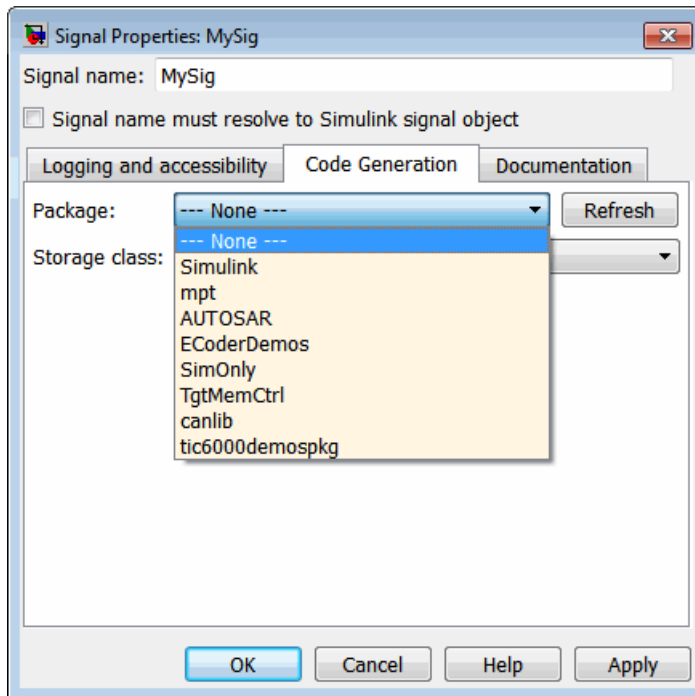 Signal Properties: MySig
Signal name: MySig
Signal name must resolve to Simulink signal object
Logging and accessibility Code Generation Documentation
Package: --- None --- Refresh
--- None ---
Storage class:
Simulink
mpt
AUTOSAR
ECoderDemos
SimOnly
TgtMemCtrl
canlib
tic6000demospkg
OK Cancel Help Apply